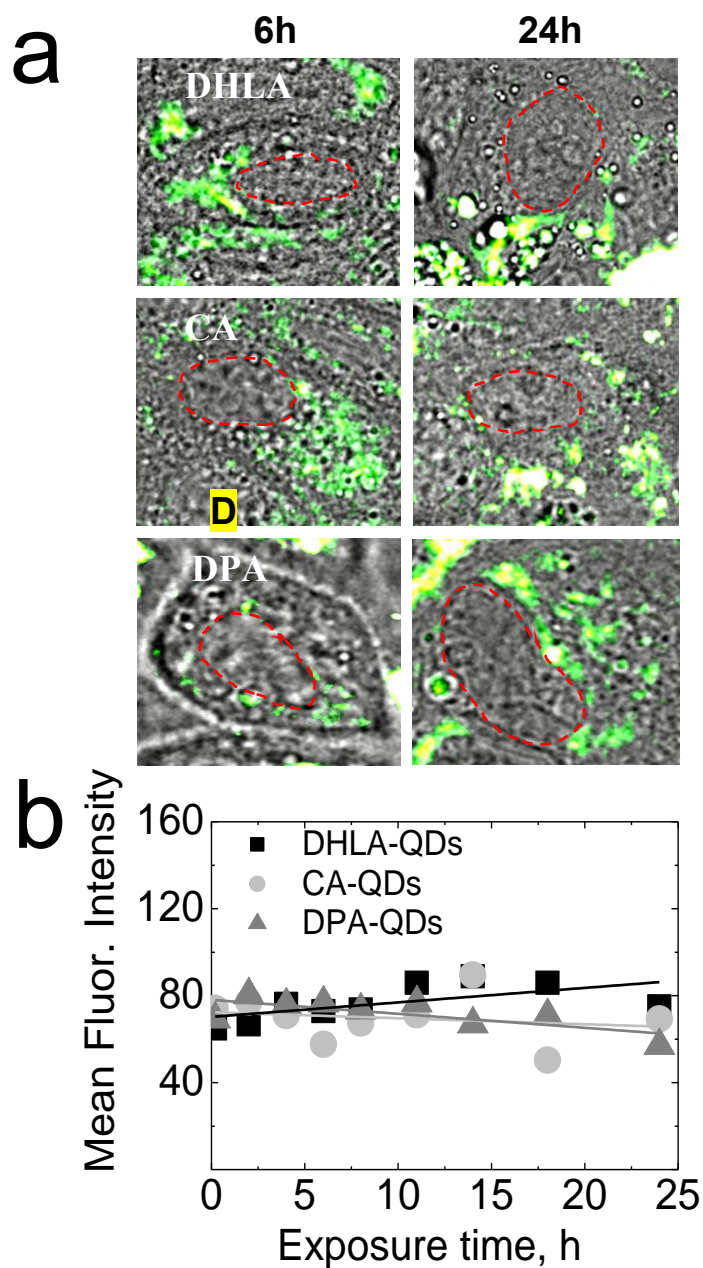 a
6h 24h
DHLA
CA
D
DPA
b
Mean Fluor. Intensity
160
120
80
40
DHLA-QDs
CA-QDs
DPA-QDs
0 5 10 15 20 25
Exposure time, h